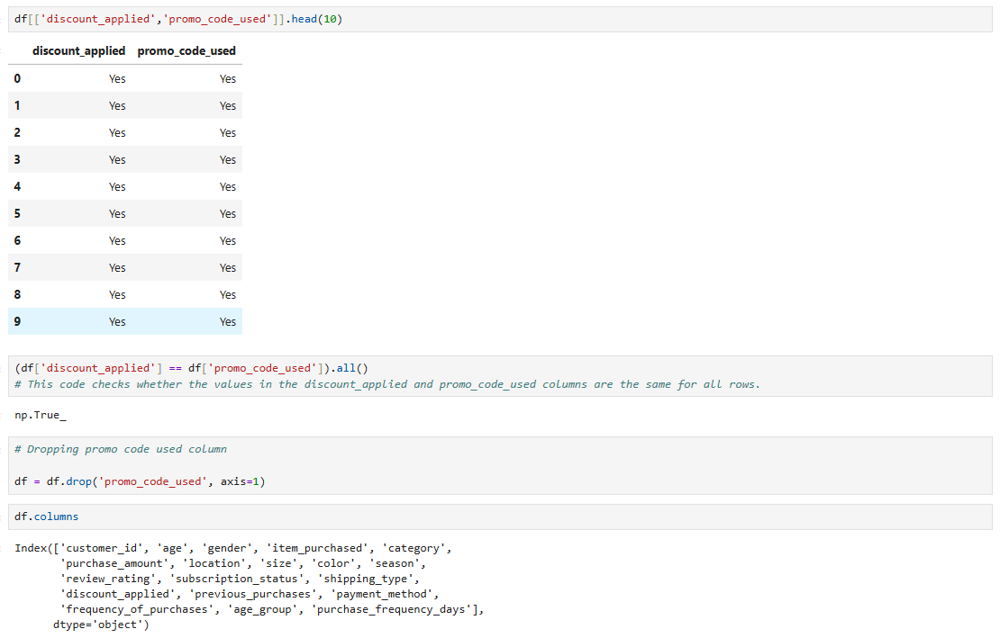 df[['discount_applied','promo_code_used']].head(10)
discount_applied promo_code_used
0 Yes Yes
1 Yes Yes
2 Yes Yes
3 Yes Yes
4 Yes Yes
5 Yes Yes
6 Yes Yes
7 Yes Yes
8 Yes Yes
9 Yes Yes
(df['discount_applied'] == df['promo_code_used']).all()
# This code checks whether the values in the discount_applied and promo_code_used columns are the same for all rows.
np.True_
# Dropping promo code used column
df = df.drop('promo_code_used', axis=1)
df.columns
Index(['customer_id', 'age', 'gender', 'item_purchased', 'category',
'purchase_amount', 'location', 'size', 'color', 'season',
'review_rating', 'subscription_status', 'shipping_type',
'discount_applied', 'previous_purchases', 'payment_method',
'frequency_of_purchases', 'age_group', 'purchase_frequency_days'],
dtype='object')